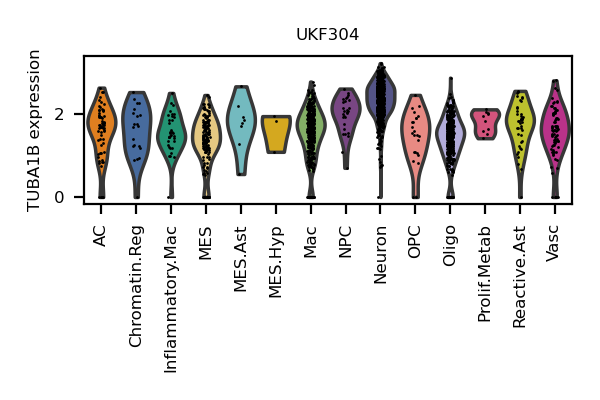 UKF304
TUBA1B expression
2
0
AC
Chromatin.Reg
Inflammatory.Mac
MES
MES.Ast
MES.Hyp
Mac
NPC
Neuron
OPC
Oligo
Prolif.Metab
Reactive.Ast
Vasc